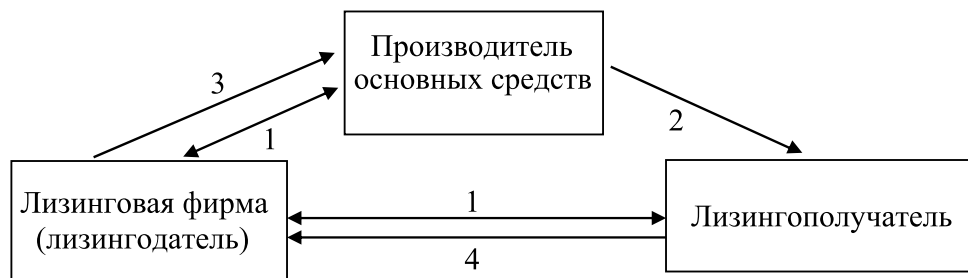 Производитель
основных средств
3
1
2
Лизинговая фирма
(лизингодатель)
1
4
Лизингополучатель